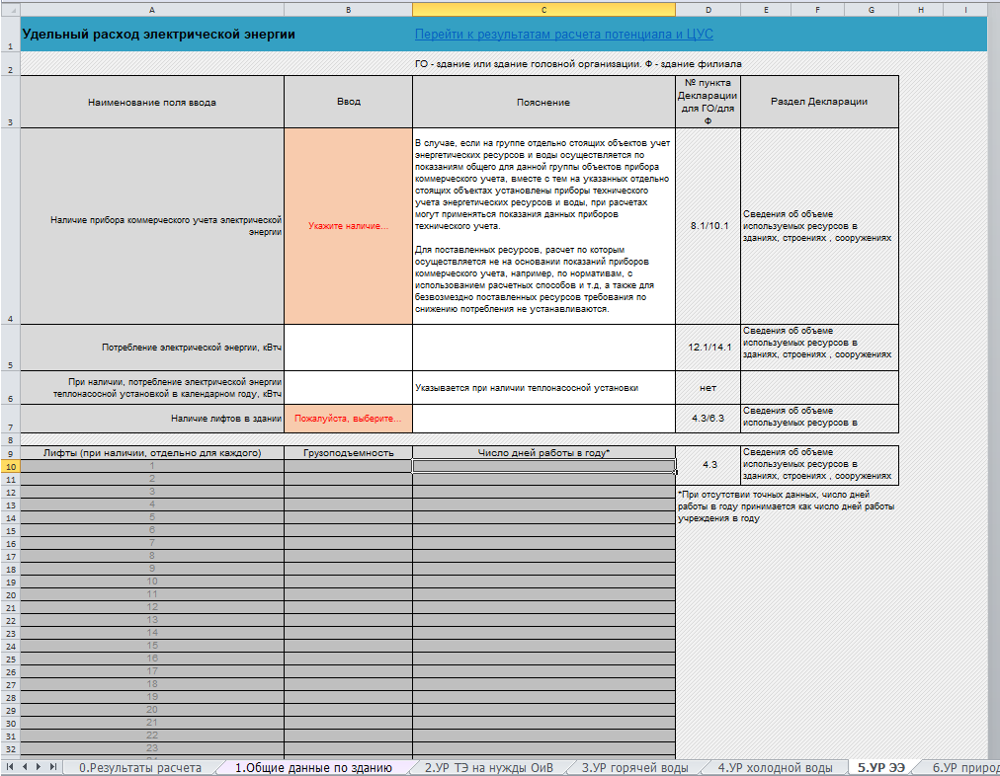 A B C D E F G H I
1 Удельный расход электрической энергии Перейти к результатам расчета потенциала и ЦУС
2 ГО - здание или здание головной организации. Ф - здание филиала
3 Наименование поля ввода Ввод Пояснение № пункта
Декларации
для ГО/для
Ф
Раздел Декларации
4 Наличие прибора коммерческого учета электрической
энергии
Укажите наличие...
В случае, если на группе отдельно стоящих объектов учет
энергетических ресурсов и воды осуществляется по
показаниям общего для данной группы объектов прибора
коммерческого учета, вместе с тем на указанных отдельно
стоящих объектах установлены приборы технического
учета энергетических ресурсов и воды, при расчетах
могут применяться показания данных приборов
технического учета.
Для поставленных ресурсов, расчет по которым
осуществляется не на основании показаний приборов
коммерческого учета, например, по нормативам, с
использованием расчетных способов и т.д, а также для
безвозмездно поставленных ресурсов требования по
снижению потребления не устанавливаются.
8.1/10.1
Сведения об объеме
используемых ресурсов в
зданиях, строениях , сооружениях
5 Потребление электрической энергии, кВтч
12.1/14.1
Сведения об объеме
используемых ресурсов в
зданиях, строениях , сооружениях
6 При наличии, потребление электрической энергии
теплонасосной установкой в календарном году, кВтч
Указывается при наличии теплонасосной установки
нет
7 Наличие лифтов в здании
Пожалуйста, выберите...
4.3/6.3
Сведения об объеме
используемых ресурсов в
8
9 Лифты (при наличии, отдельно для каждого) Грузоподъемность Число дней работы в году*
4.3
Сведения об объеме
используемых ресурсов в
зданиях, строениях , сооружениях
10 1
11 2
*При отсутствии точных данных, число дней
работы в году принимается как число дней работы
учреждения в году
12 3
13 4
14 5
15 6
16 7
17 8
18 9
19 10
20 11
21 12
22 13
23 14
24 15
25 16
26 17
27 18
28 19
29 20
30 21
31 22
32 23
0.Результаты расчета 1.Общие данные по зданию 2.УР ТЭ на нужды ОиВ 3.УР горячей воды 4.УР холодной воды 5.УР ЭЭ 6.УР природ